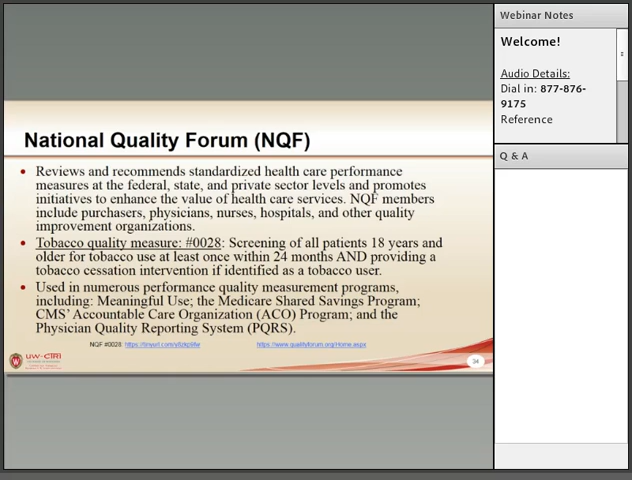 National Quality Forum (NQF)
Reviews and recommends standardized health care performance
measures at the federal, state, and private sector levels and promotes
initiatives to enhance the value of health care services. NQF members
include purchasers, physicians, nurses, hospitals, and other quality
improvement organizations.
Tobacco quality measure: #0028: Screening of all patients 18 years and
older for tobacco use at least once within 24 months AND providing a
tobacco cessation intervention if identified as a tobacco user.
Used in numerous performance quality measurement programs,
including: Meaningful Use; the Medicare Shared Savings Program;
CMS' Accountable Care Organization (ACO) Program; and the
Physician Quality Reporting System (PQRS).
NQF #0028:
https://www.qualityforum.org/Home.aspx
UW-CTRI
34
Webinar Notes
Welcome!
Audio Details:
Dial in: 877-876-
9175
Reference
Q & A